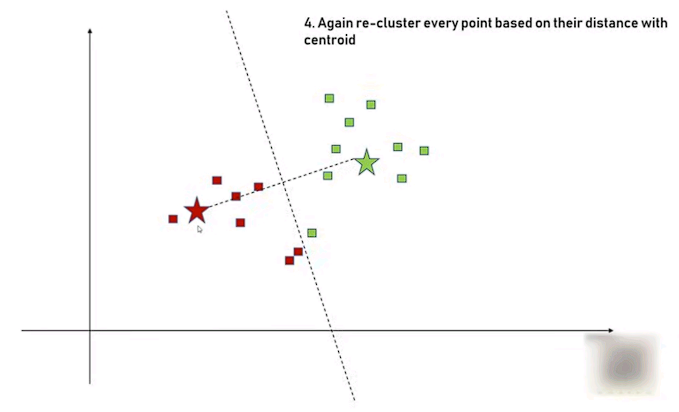 4. Again re-cluster every point based on their distance with
centroid